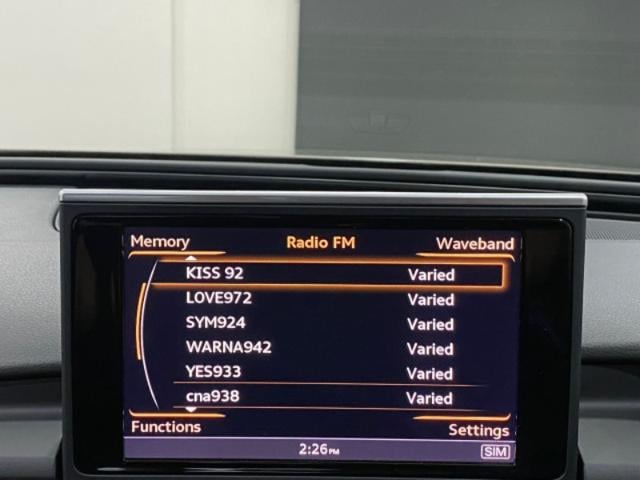 Memory Radio FM Waveband
KISS 92 Varied
LOVE972 Varied
SYM924 Varied
WARNA942 Varied
YES933 Varied
cna938 Varied
Functions Settings
2:26PM SIM